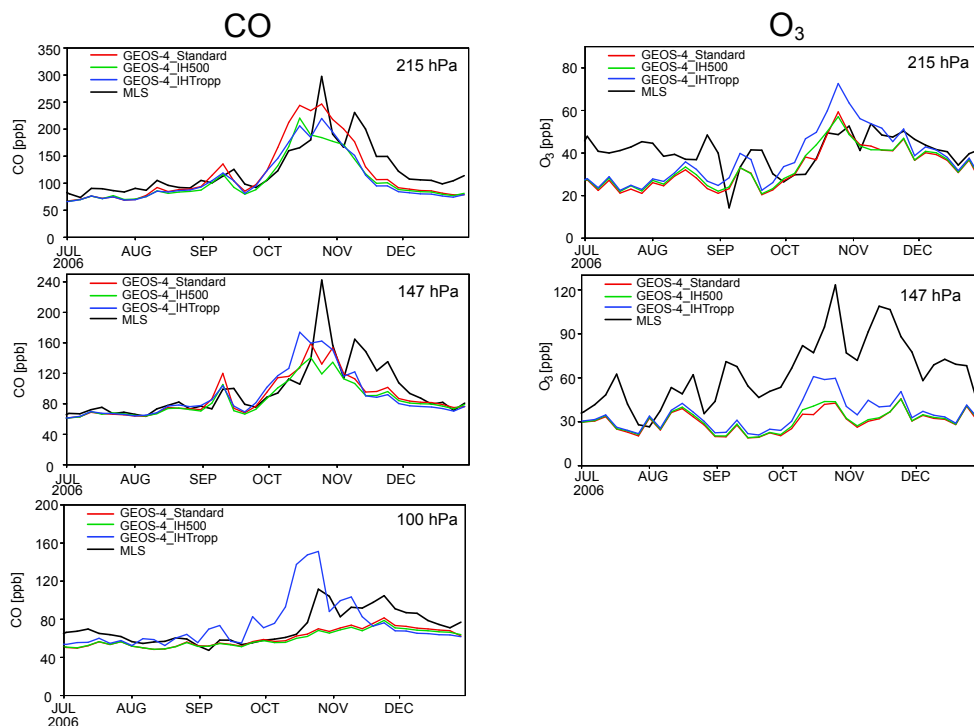 CO
350
300
250
200
150
100
50
0
CO [ppb]
GEOS-4_Standard
GEOS-4_IH500
GEOS-4_IHTropp
MLS
215 hPa
JUL
2006
AUG
SEP
OCT
NOV
DEC
240
200
160
120
80
40
0
CO [ppb]
GEOS-4_Standard
GEOS-4_IH500
GEOS-4_IHTropp
MLS
147 hPa
JUL
2006
AUG
SEP
OCT
NOV
DEC
200
160
120
80
40
0
CO [ppb]
GEOS-4_Standard
GEOS-4_IH500
GEOS-4_IHTropp
MLS
100 hPa
JUL
2006
AUG
SEP
OCT
NOV
DEC
O3
80
60
40
20
0
O3 [ppb]
GEOS-4_Standard
GEOS-4_IH500
GEOS-4_IHTropp
MLS
215 hPa
JUL
2006
AUG
SEP
OCT
NOV
DEC
120
90
60
30
0
O3 [ppb]
GEOS-4_Standard
GEOS-4_IH500
GEOS-4_IHTropp
MLS
147 hPa
JUL
2006
AUG
SEP
OCT
NOV
DEC